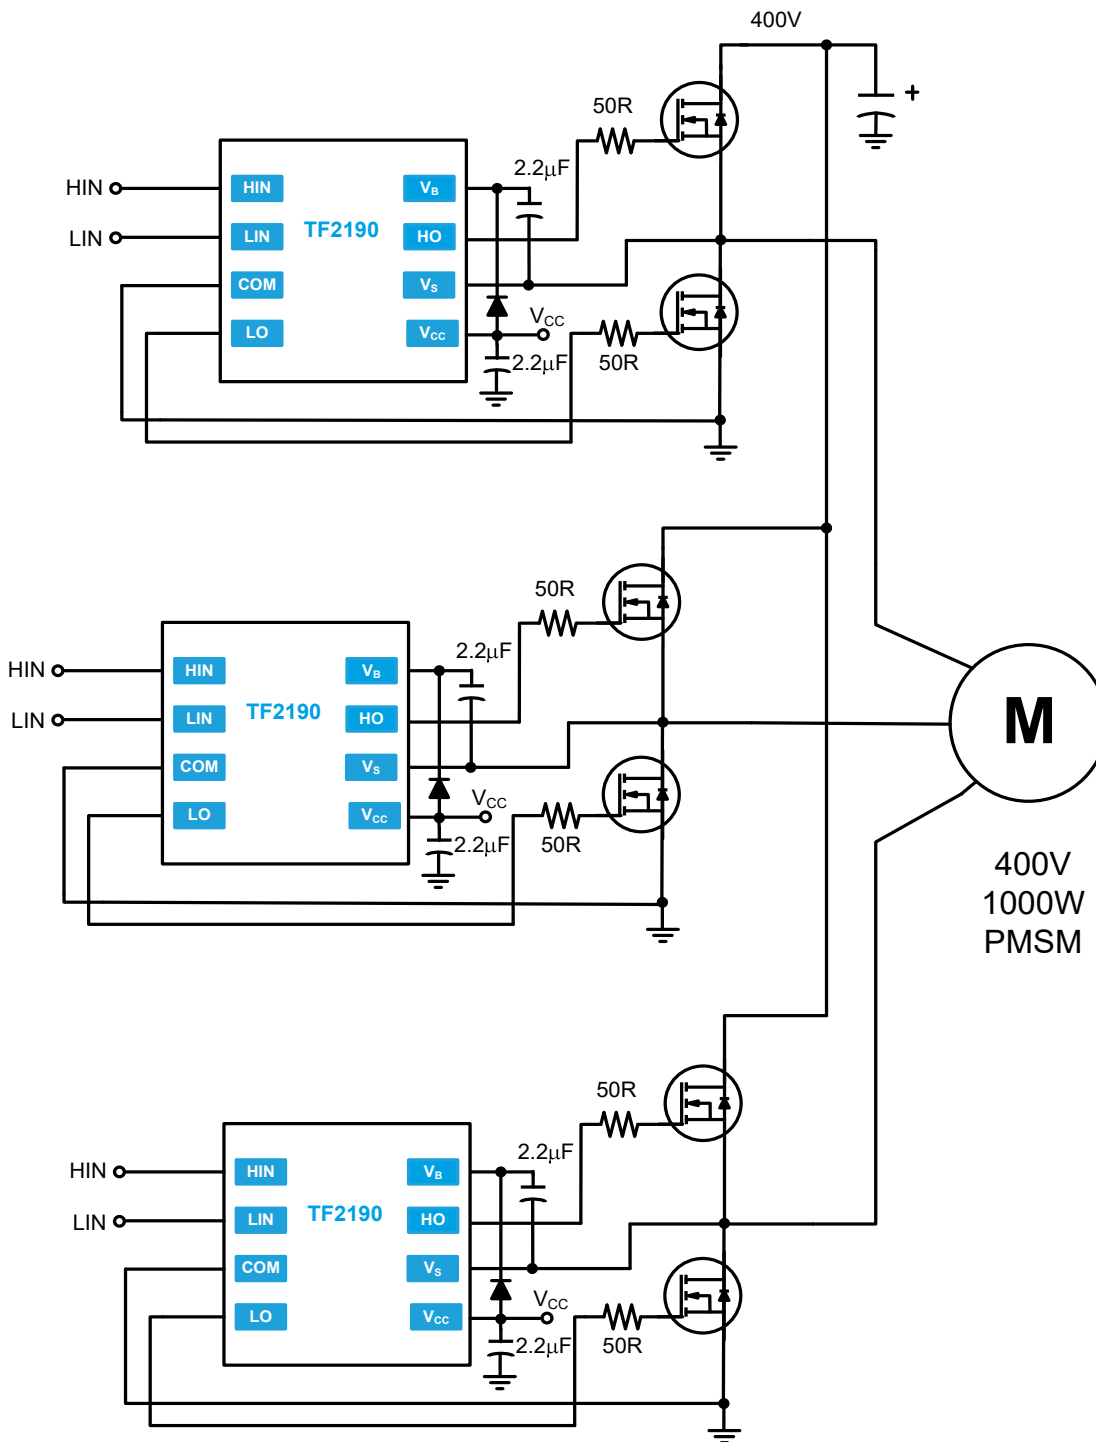 400V
+
50R
2.2µF
HIN
HIN
VB
TF2190
LIN
LIN
HO
COM
VS
VCC
LO
VCC
50R
2.2µF
50R
2.2µF
HIN
HIN
VB
TF2190
LIN
LIN
HO
M
COM
VS
VCC
LO
VCC
2.2µF
50R
400V
1000W
PMSM
50R
2.2µF
HIN
HIN
VB
TF2190
LIN
LIN
HO
COM
VS
VCC
LO
VCC
2.2µF
50R